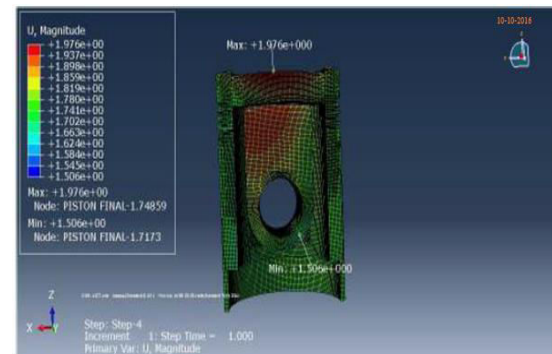 10-10-2016
U, Magnitude
+1.976e+00
+1.937e+00
+1.898e+00
+1.859e+00
+1.819e+00
+1.780e+00
+1.741e+00
+1.702e+00
+1.663e+00
+1.624e+00
+1.584e+00
+1.545e+00
+1.506e+00
Max: +1.976e+00
Node: PISTON FINAL-1.74859
Min: +1.506e+00
Node: PISTON FINAL-1.7173
Max: +1.976e+000
Min: +1.506e+000
Z
X
Y
Step: Step-4
Increment 1: Step Time = 1.000
Primary Var: U, Magnitude